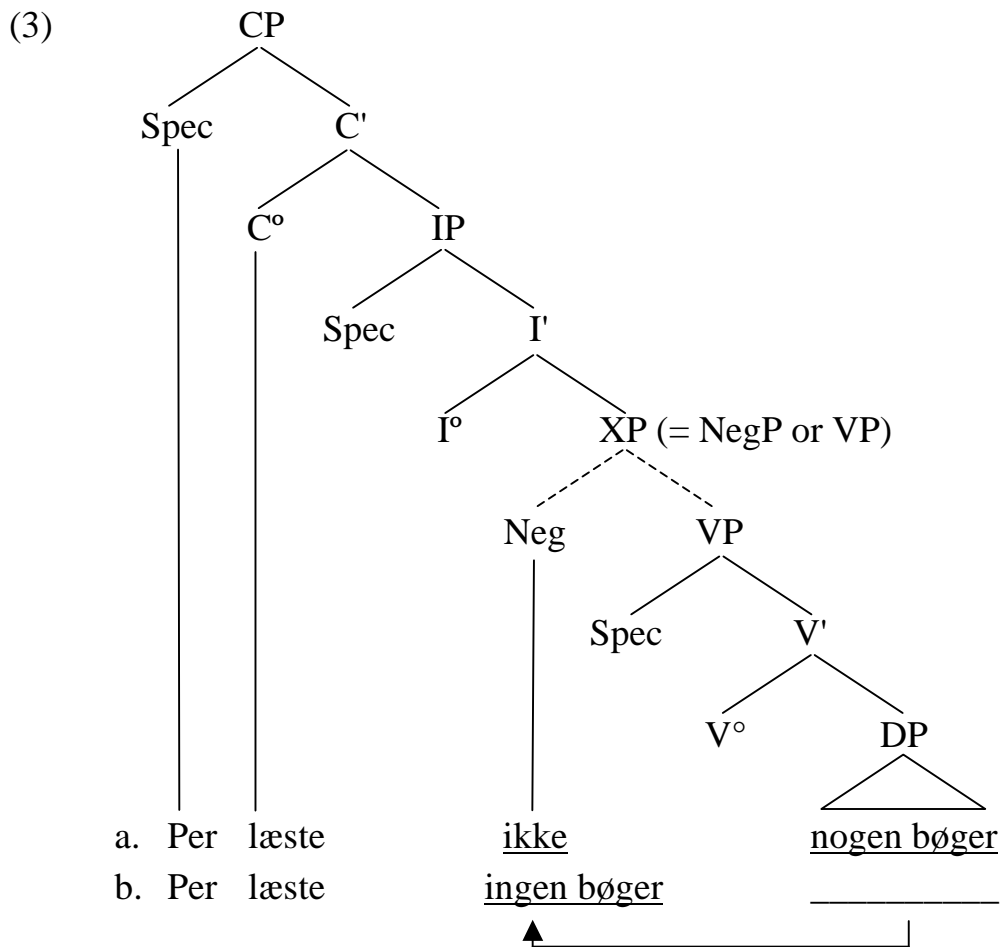 (3) CP
Spec C'
Cº IP
Spec I'
Iº XP (= NegP or VP)
Neg VP
Spec V'
V° DP
a. Per læste ikke nogen bøger
b. Per læste ingen bøger __________